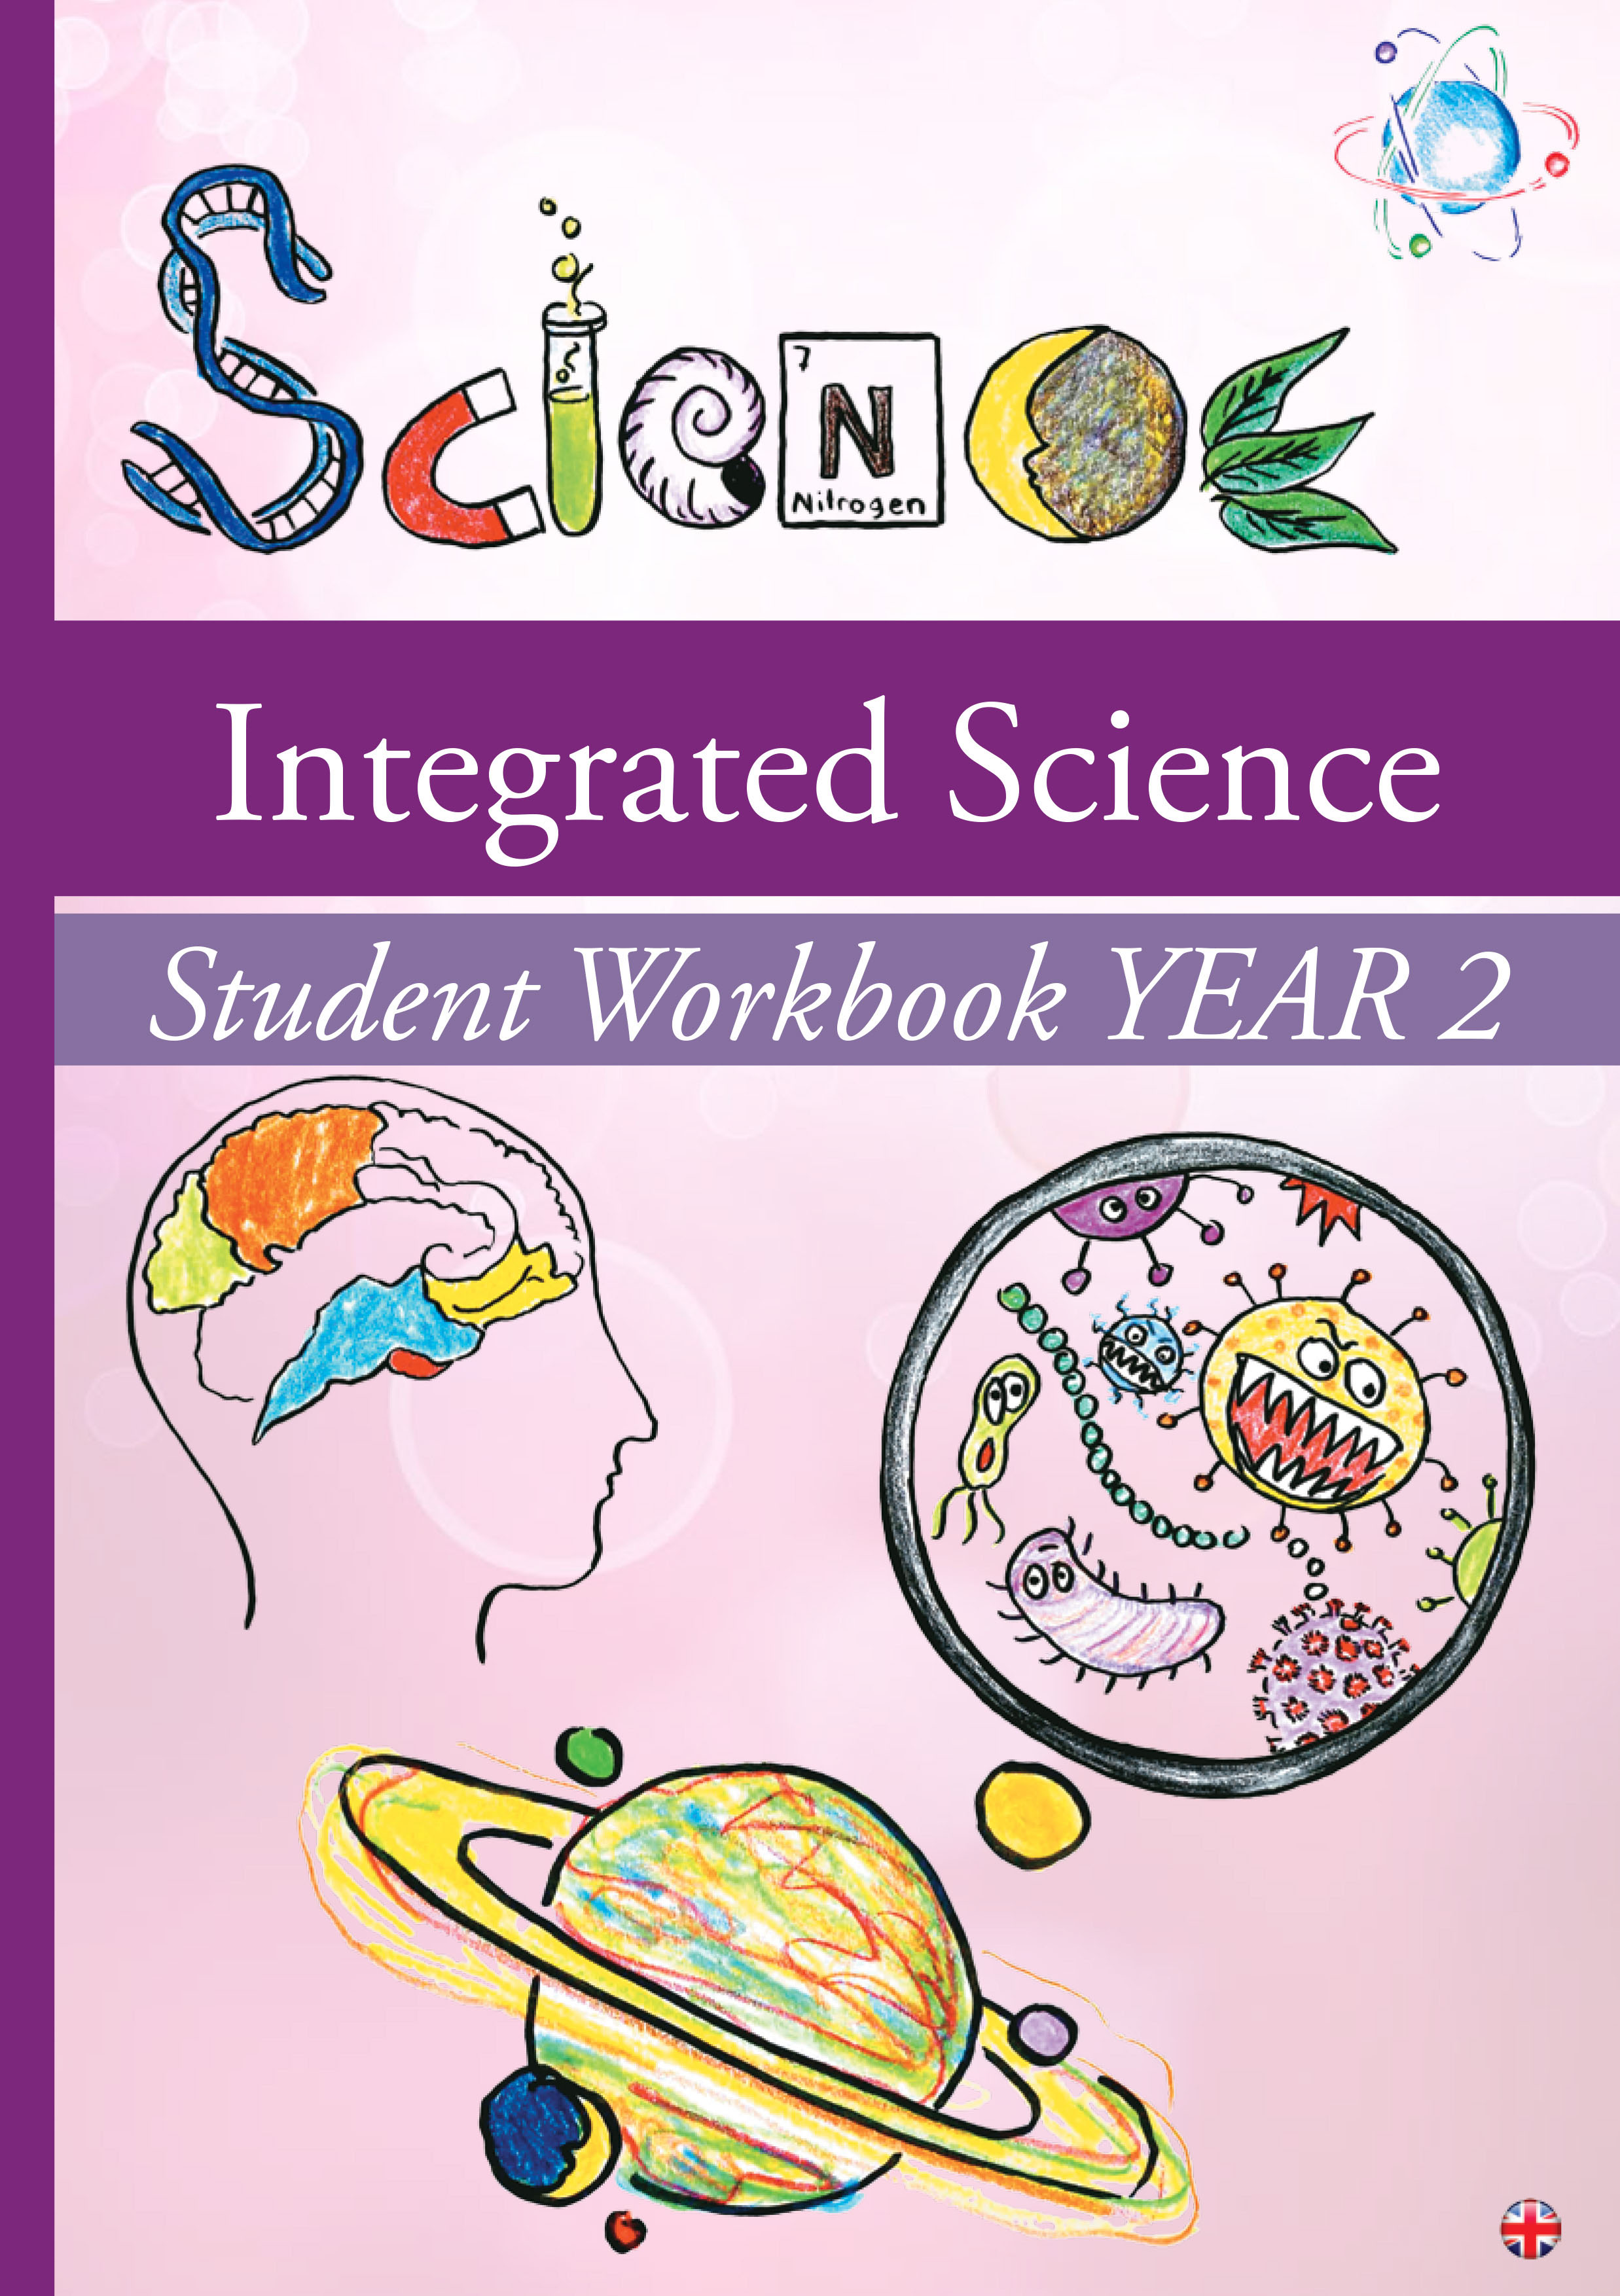 Science
7
N
Nitrogen
Integrated Science
Student Workbook YEAR 2